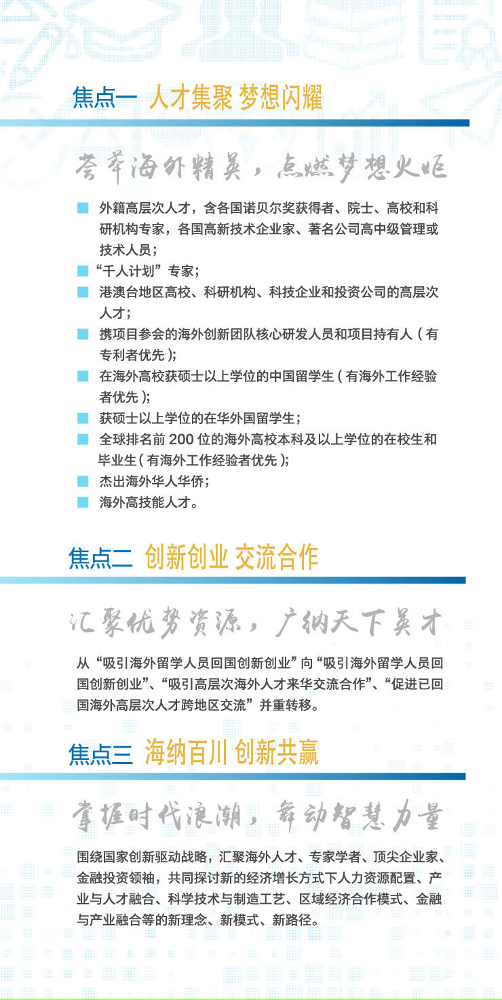 焦点一 人才集聚 梦想闪耀
荟萃海外精英，点燃梦想火炬
外籍高层次人才，含各国诺贝尔奖获得者、院士、高校和科
研机构专家，各国高新技术企业家、著名公司高中级管理或
技术人员；
“千人计划”专家；
港澳台地区高校、科研机构、科技企业和投资公司的高层次
人才；
携项目参会的海外创新团队核心研发人员和项目持有人（有
专利者优先）；
在海外高校获硕士以上学位的中国留学生（有海外工作经验
者优先）；
获硕士以上学位的在华外国留学生；
全球排名前 200 位的海外高校本科及以上学位的在校生和
毕业生（有海外工作经验者优先）；
杰出海外华人华侨；
海外高技能人才。
焦点二 创新创业 交流合作
汇聚优势资源，广纳天下英才
从“吸引海外留学人员回国创新创业”向“吸引海外留学人员回
国创新创业”、“吸引高层次海外人才来华交流合作”、“促进已回
国海外高层次人才跨地区交流”并重转移。
焦点三 海纳百川 创新共赢
掌握时代浪潮，舞动智慧力量
围绕国家创新驱动战略，汇聚海外人才、专家学者、顶尖企业家、
金融投资领袖，共同探讨新的经济增长方式下人力资源配置、产
业与人才融合、科学技术与制造工艺、区域经济合作模式、金融
与产业融合等的新理念、新模式、新路径。